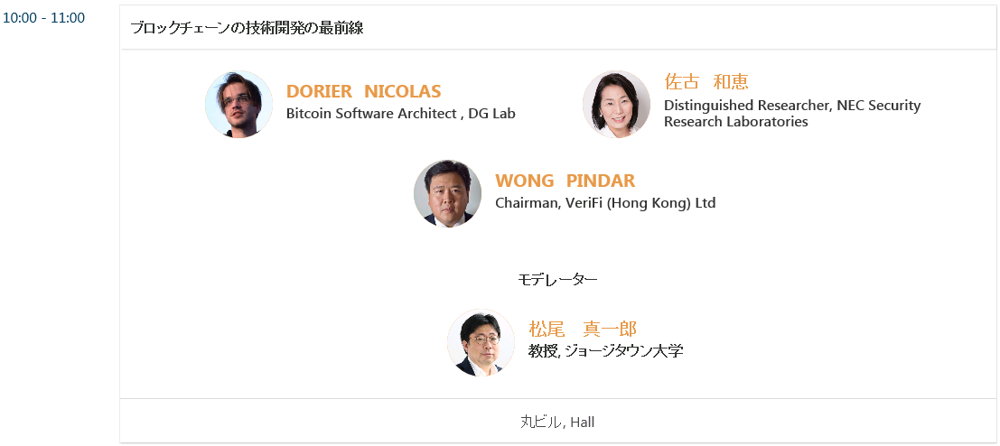 10:00 - 11:00
ブロックチェーンの技術開発の最前線
DORIER NICOLAS
Bitcoin Software Architect , DG Lab
佐古　和恵
Distinguished Researcher, NEC Security
Research Laboratories
WONG PINDAR
Chairman, VeriFi (Hong Kong) Ltd
モデレーター
松尾　真一郎
教授, ジョージタウン大学
丸ビル, Hall